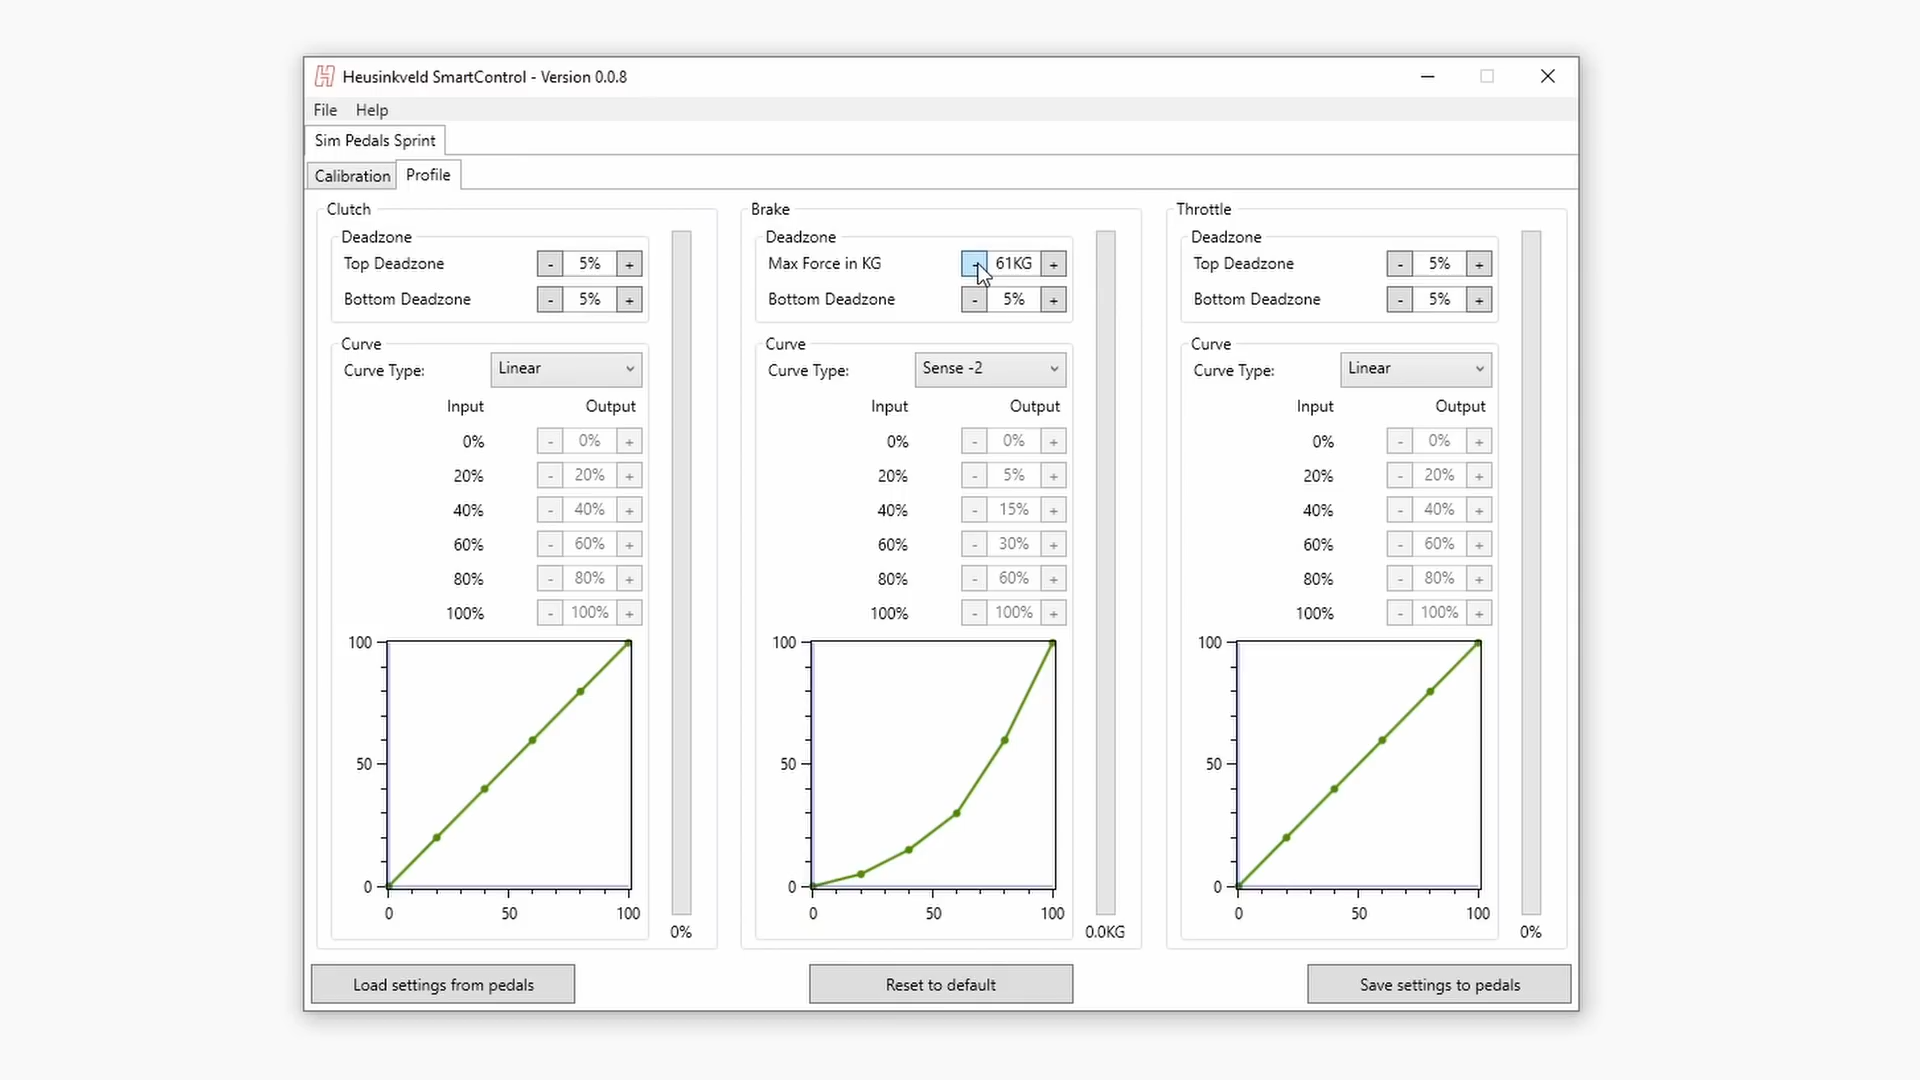 Heusinkveld SmartControl - Version 0.0.8
File Help
Sim Pedals Sprint
Calibration Profile
Clutch
Deadzone
Top Deadzone - 5% +
Bottom Deadzone - 5% +
Curve
Curve Type: Linear
Input Output
0% - 0% +
20% - 20% +
40% - 40% +
60% - 60% +
80% - 80% +
100% - 100% +
100
50
0
0 50 100
0%
Brake
Deadzone
Max Force in KG - 61KG +
Bottom Deadzone - 5% +
Curve
Curve Type: Sense -2
Input Output
0% - 0% +
20% - 5% +
40% - 15% +
60% - 30% +
80% - 60% +
100% - 100% +
100
50
0
0 50 100
0.0KG
Throttle
Deadzone
Top Deadzone - 5% +
Bottom Deadzone - 5% +
Curve
Curve Type: Linear
Input Output
0% - 0% +
20% - 20% +
40% - 40% +
60% - 60% +
80% - 80% +
100% - 100% +
100
50
0
0 50 100
0%
Load settings from pedals
Reset to default
Save settings to pedals